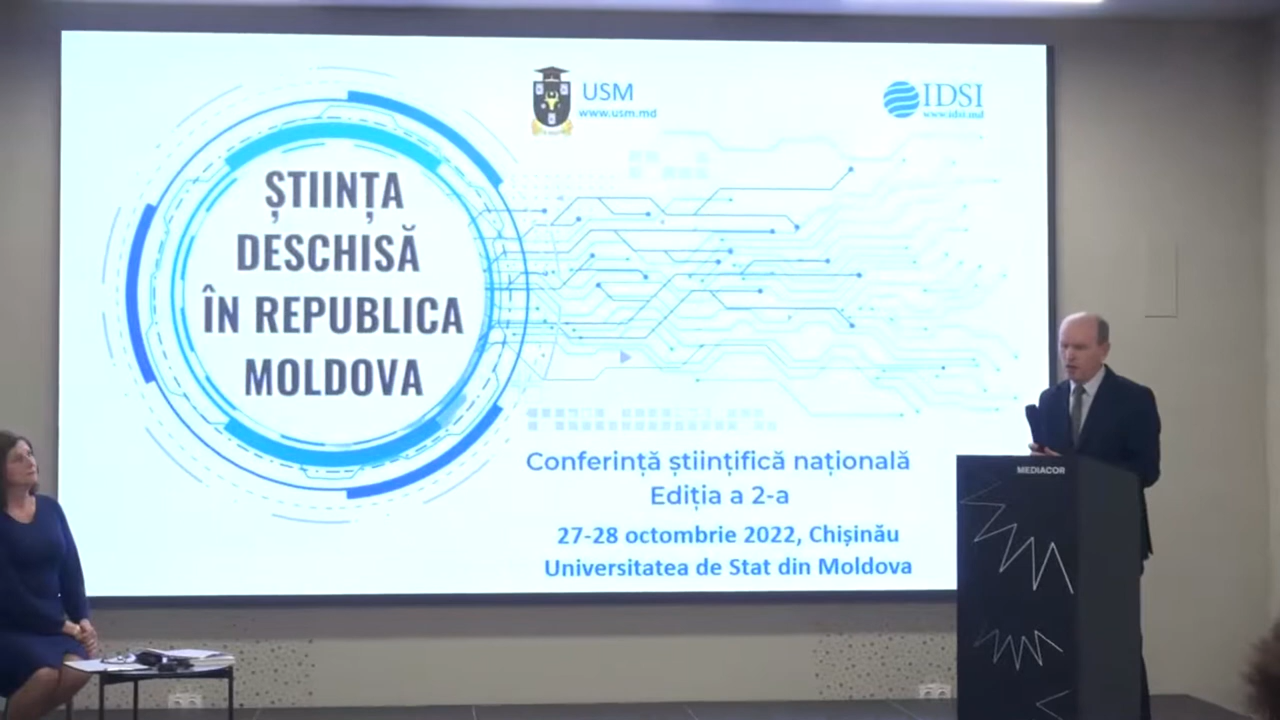 USM
www.usm.md
IDSI
www.idsi.md
ȘTIINȚA
DESCHISĂ
ÎN REPUBLICA
MOLDOVA
Conferință științifică națională
Ediția a 2-a
27-28 octombrie 2022, Chișinău
Universitatea de Stat din Moldova
MEDIACOR